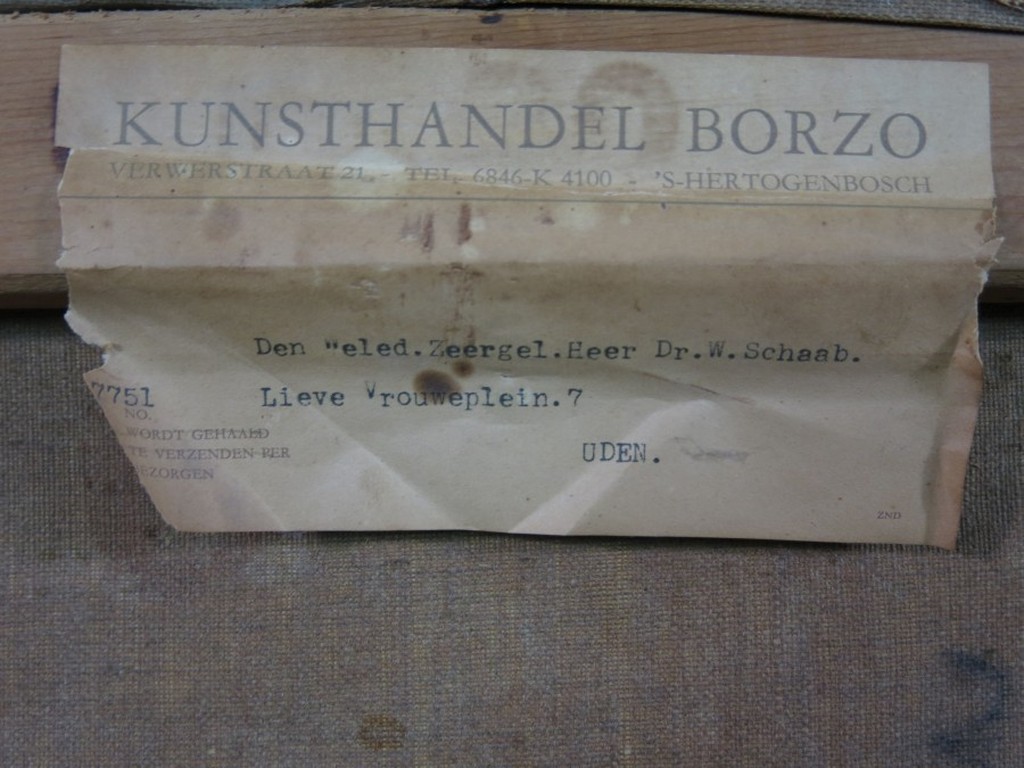 KUNSTHANDEL BORZO
VERWERSTRAAT 21 - TEL. 6846-K 4100 - 'S-HERTOGENBOSCH
Den "eled.Zeergel.Heer Dr.W.Schaab.
7751 Lieve Vrouweplein.7
NO.
WORDT GEHAALD
TE VERZENDEN PER
EZORGEN
UDEN.
ZND